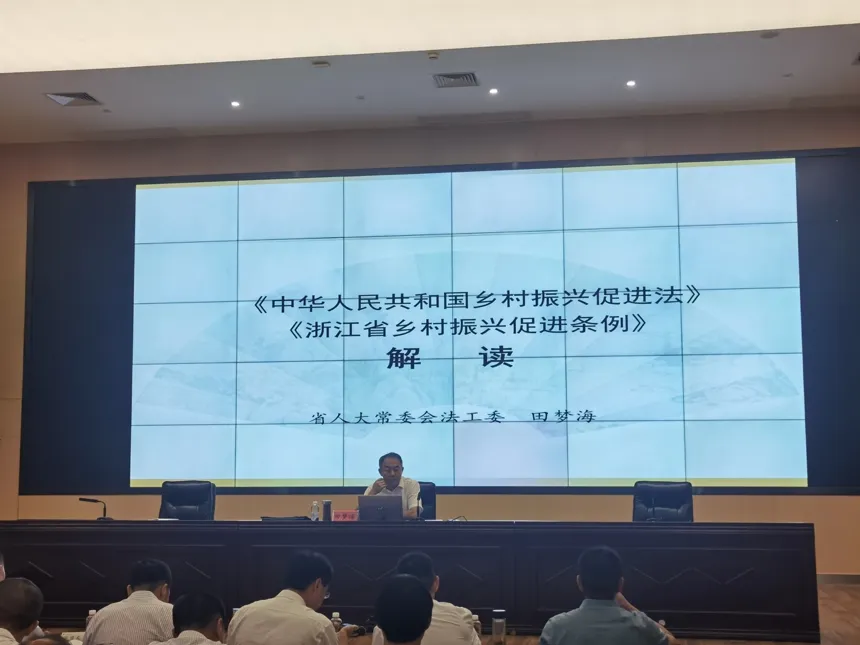 《中华人民共和国乡村振兴促进法》
《浙江省乡村振兴促进条例》
解 读
省人大常委会法工委 田梦海